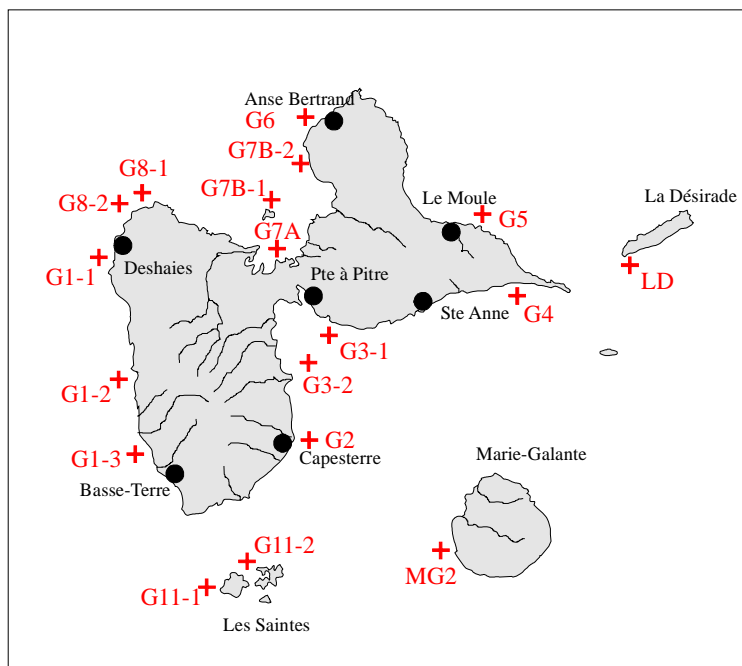 Anse Bertrand
G6
G7B-2
G8-1
G7B-1
Le Moule
La Désirade
G8-2
G5
G7A
Deshaies
G1-1
Pte à Pitre
LD
Ste Anne
G4
G3-1
G3-2
G1-2
G2
Capesterre
Marie-Galante
G1-3
Basse-Terre
G11-2
MG2
G11-1
Les Saintes